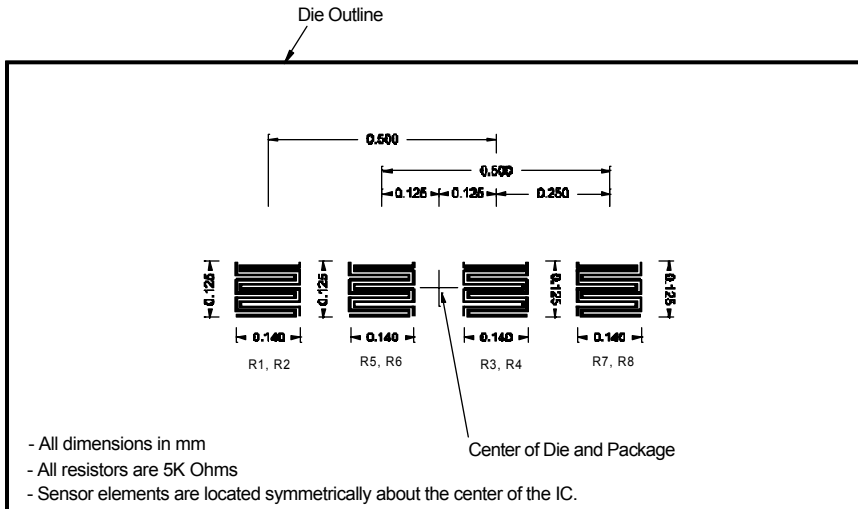 Die Outline
0.500
0.500
0.125 0.125 0.250
0.125 0.125 0.125 0.125
0.140 0.140 0.140 0.140
R1, R2 R5, R6 R3, R4 R7, R8
Center of Die and Package
- All dimensions in mm
- All resistors are 5K Ohms
- Sensor elements are located symmetrically about the center of the IC.